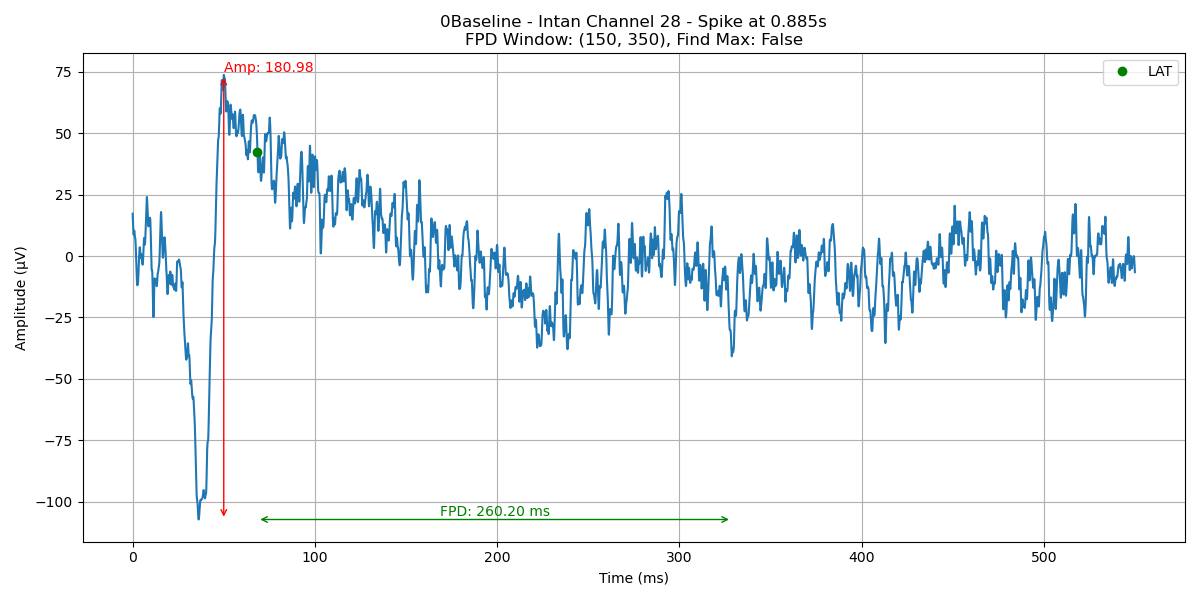 0Baseline - Intan Channel 28 - Spike at 0.885s
FPD Window: (150, 350), Find Max: False
Amp: 180.98
LAT
75
50
25
0
−25
−50
−75
−100
Amplitude (µV)
FPD: 260.20 ms
0
100
200
300
400
500
Time (ms)